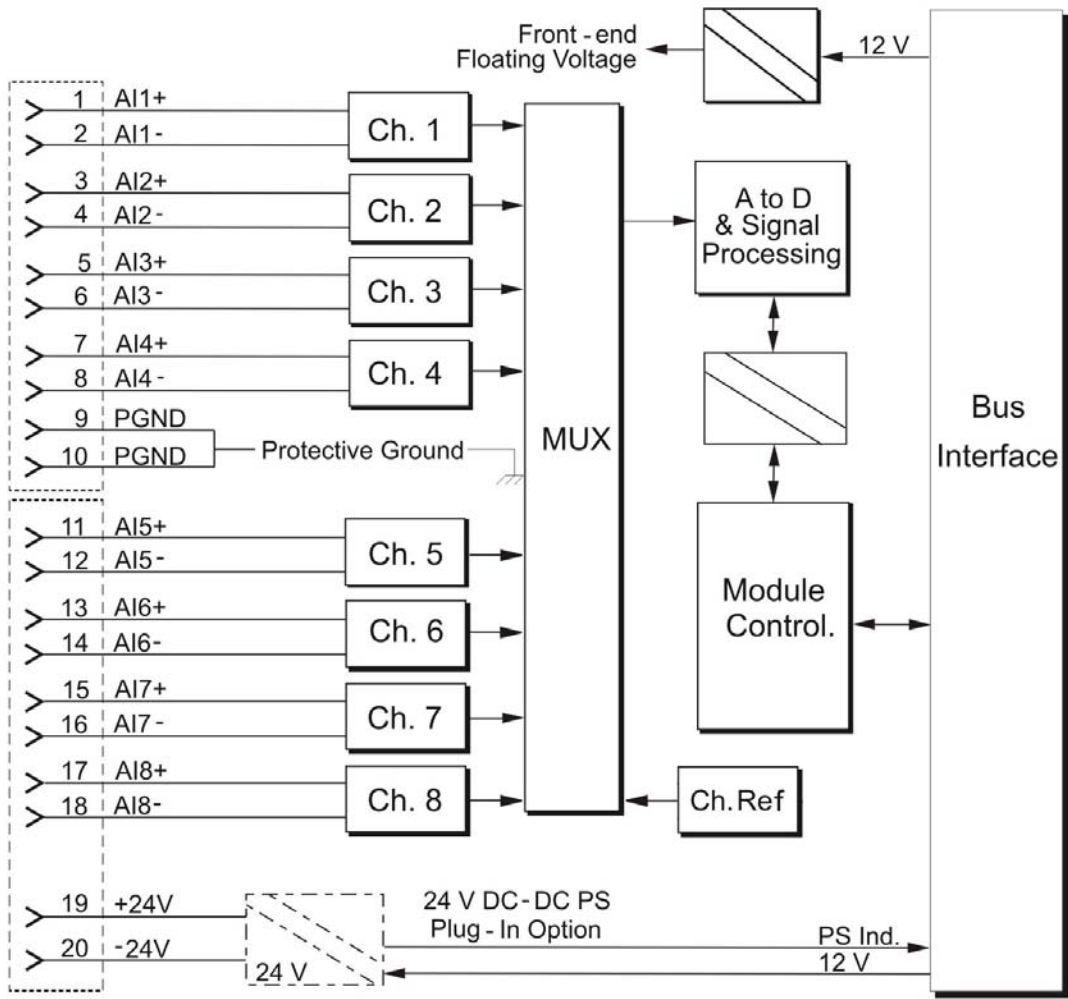 Front - end
Floating Voltage
12 V
1 AI1+
2 AI1-
Ch. 1
3 AI2+
4 AI2-
Ch. 2
5 AI3+
6 AI3-
Ch. 3
7 AI4+
8 AI4-
Ch. 4
9 PGND
10 PGND
Protective Ground
11 AI5+
12 AI5-
Ch. 5
13 AI6+
14 AI6-
Ch. 6
15 AI7+
16 AI7-
Ch. 7
17 AI8+
18 AI8-
Ch. 8
MUX
A to D
& Signal
Processing
Module
Control.
Ch.Ref
Bus
Interface
19 +24V
20 -24V
24 V
24 V DC-DC PS
Plug - In Option
PS Ind.
12 V